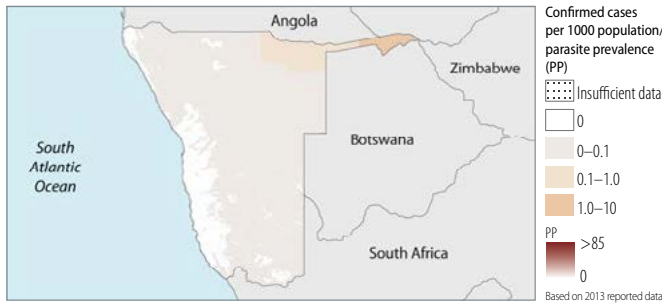 Angola
Zimbabwe
Botswana
South
Atlantic
Ocean
South Africa
Confirmed cases
per 1000 population/
parasite prevalence
(PP)
Insufficient data
0
0–0.1
0.1–1.0
1.0–10
PP
>85
0
Based on 2013 reported data